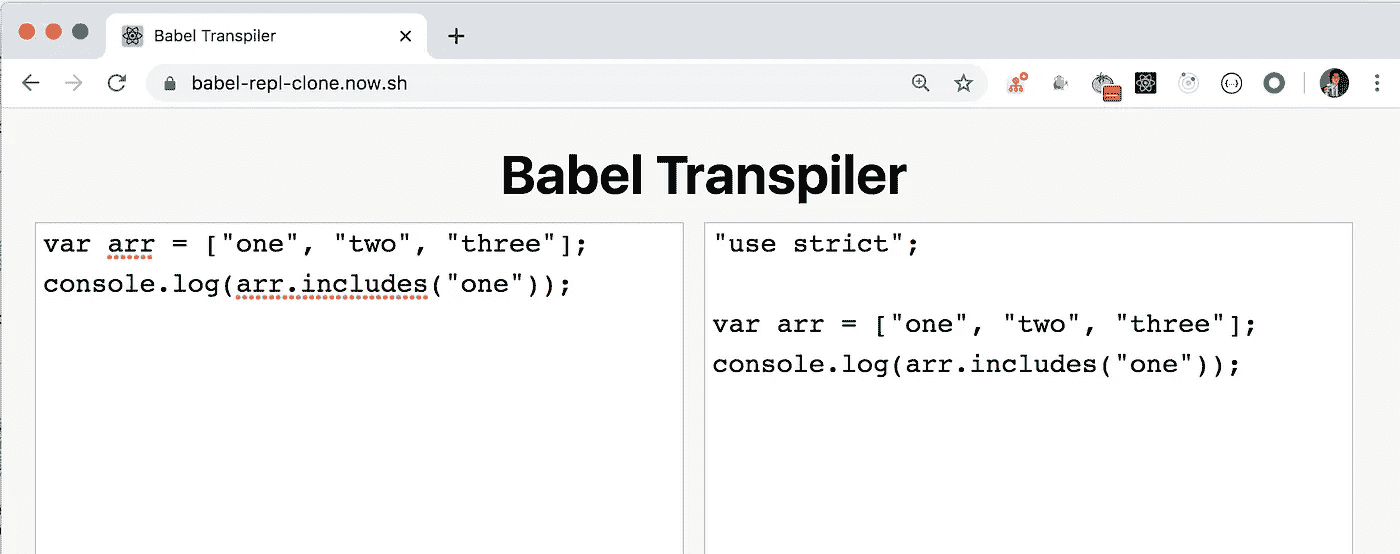 Babel Transpiler
babel-repl-clone.now.sh
Babel Transpiler
var arr = ["one", "two", "three"];
console.log(arr.includes("one"));
"use strict";
var arr = ["one", "two", "three"];
console.log(arr.includes("one"));